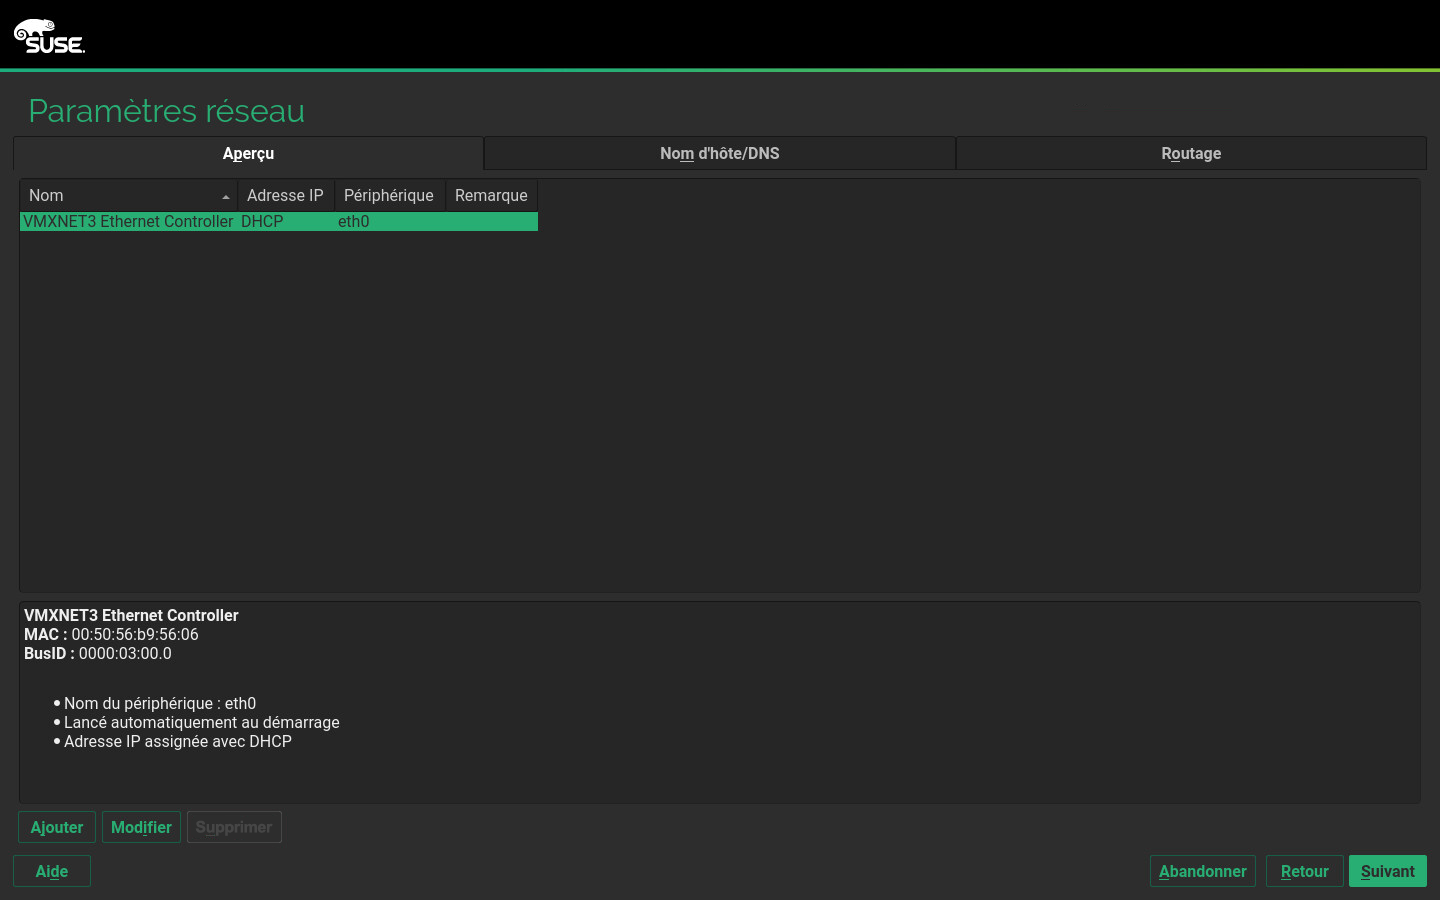 SUSE.
Paramètres réseau
Aperçu Nom d'hôte/DNS Routage
Nom Adresse IP Périphérique Remarque
VMXNET3 Ethernet Controller DHCP eth0
VMXNET3 Ethernet Controller
MAC : 00:50:56:b9:56:06
BusID : 0000:03:00.0
• Nom du périphérique : eth0
• Lancé automatiquement au démarrage
• Adresse IP assignée avec DHCP
Ajouter Modifier Supprimer
Aide Abandonner Retour Suivant